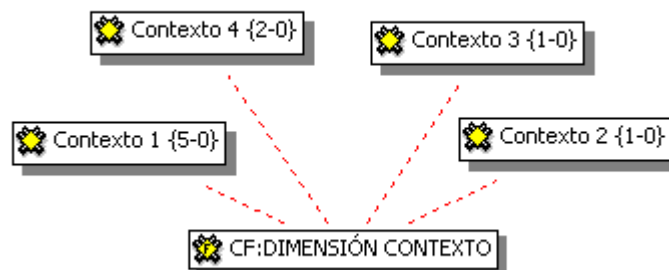 Contexto 4 {2-0}
Contexto 3 {1-0}
Contexto 1 {5-0}
Contexto 2 {1-0}
CF:DIMENSIÓN CONTEXTO